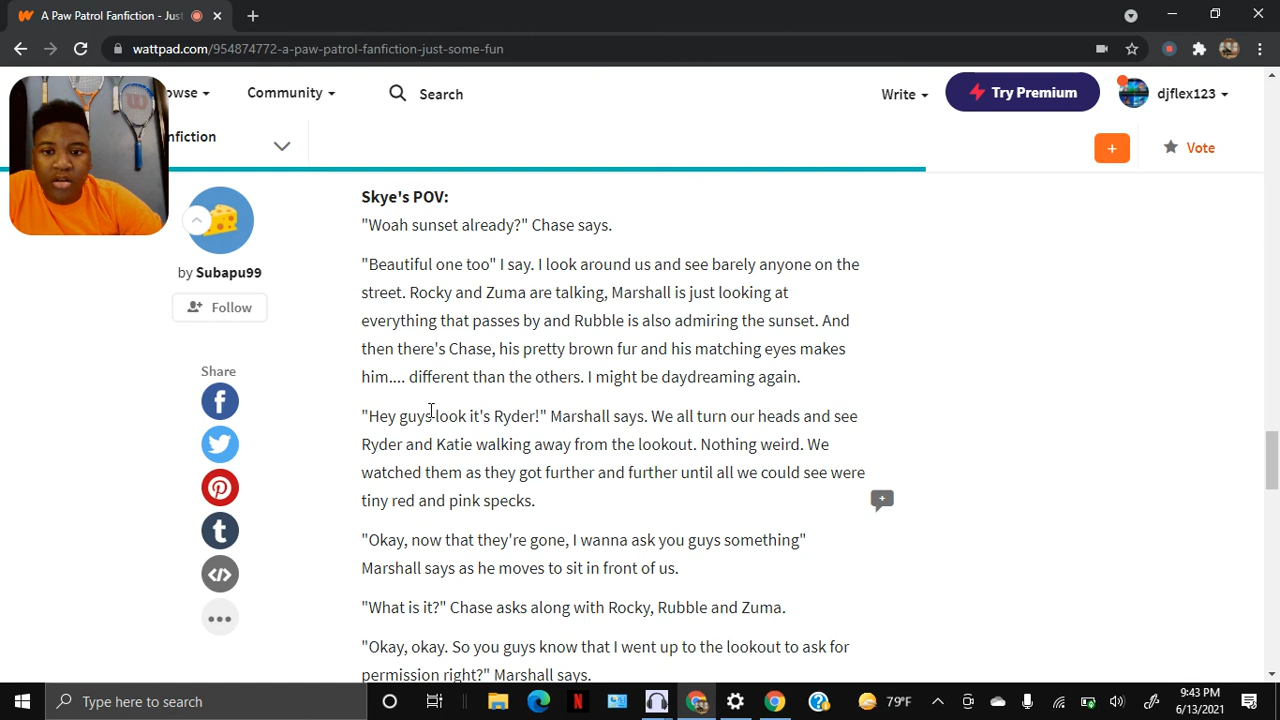 A Paw Patrol Fanfiction - Jus
wattpad.com/954874772-a-paw-patrol-fanfiction-just-some-fun
owse
Community
Search
Write
Try Premium
djflex123
nfiction
+
Vote
Skye's POV:
"Woah sunset already?" Chase says.
by Subapu99
"Beautiful one too" I say. I look around us and see barely anyone on the
street. Rocky and Zuma are talking, Marshall is just looking at
Follow
everything that passes by and Rubble is also admiring the sunset. And
then there's Chase, his pretty brown fur and his matching eyes makes
Share
him.... different than the others. I might be daydreaming again.
"Hey guys look it's Ryder!" Marshall says. We all turn our heads and see
Ryder and Katie walking away from the lookout. Nothing weird. We
watched them as they got further and further until all we could see were
tiny red and pink specks.
"Okay, now that they're gone, I wanna ask you guys something"
Marshall says as he moves to sit in front of us.
"What is it?" Chase asks along with Rocky, Rubble and Zuma.
"Okay, okay. So you guys know that I went up to the lookout to ask for
permission right?" Marshall says.
Type here to search
79°F
9:43 PM
6/13/2021